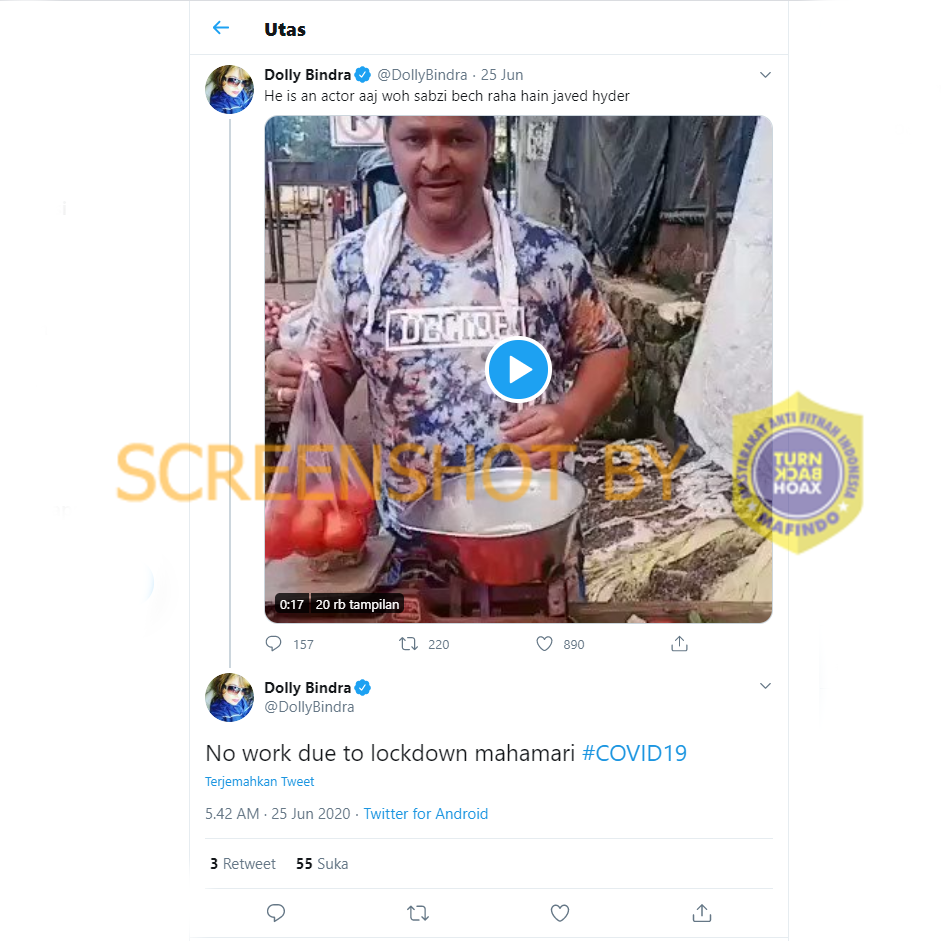 Utas
Dolly Bindra @DollyBindra · 25 Jun
He is an actor aaj woh sabzi bech raha hain javed hyder
DECIDE
SCREENSHOT BY
MASYARAKAT ANTI FITNAH INDONESIA
TURN
BACK
HOAX
MAFINDO
0:17 20 rb tampilan
157 220 890
Dolly Bindra
@DollyBindra
No work due to lockdown mahamari #COVID19
Terjemahkan Tweet
5.42 AM · 25 Jun 2020 · Twitter for Android
3 Retweet 55 Suka